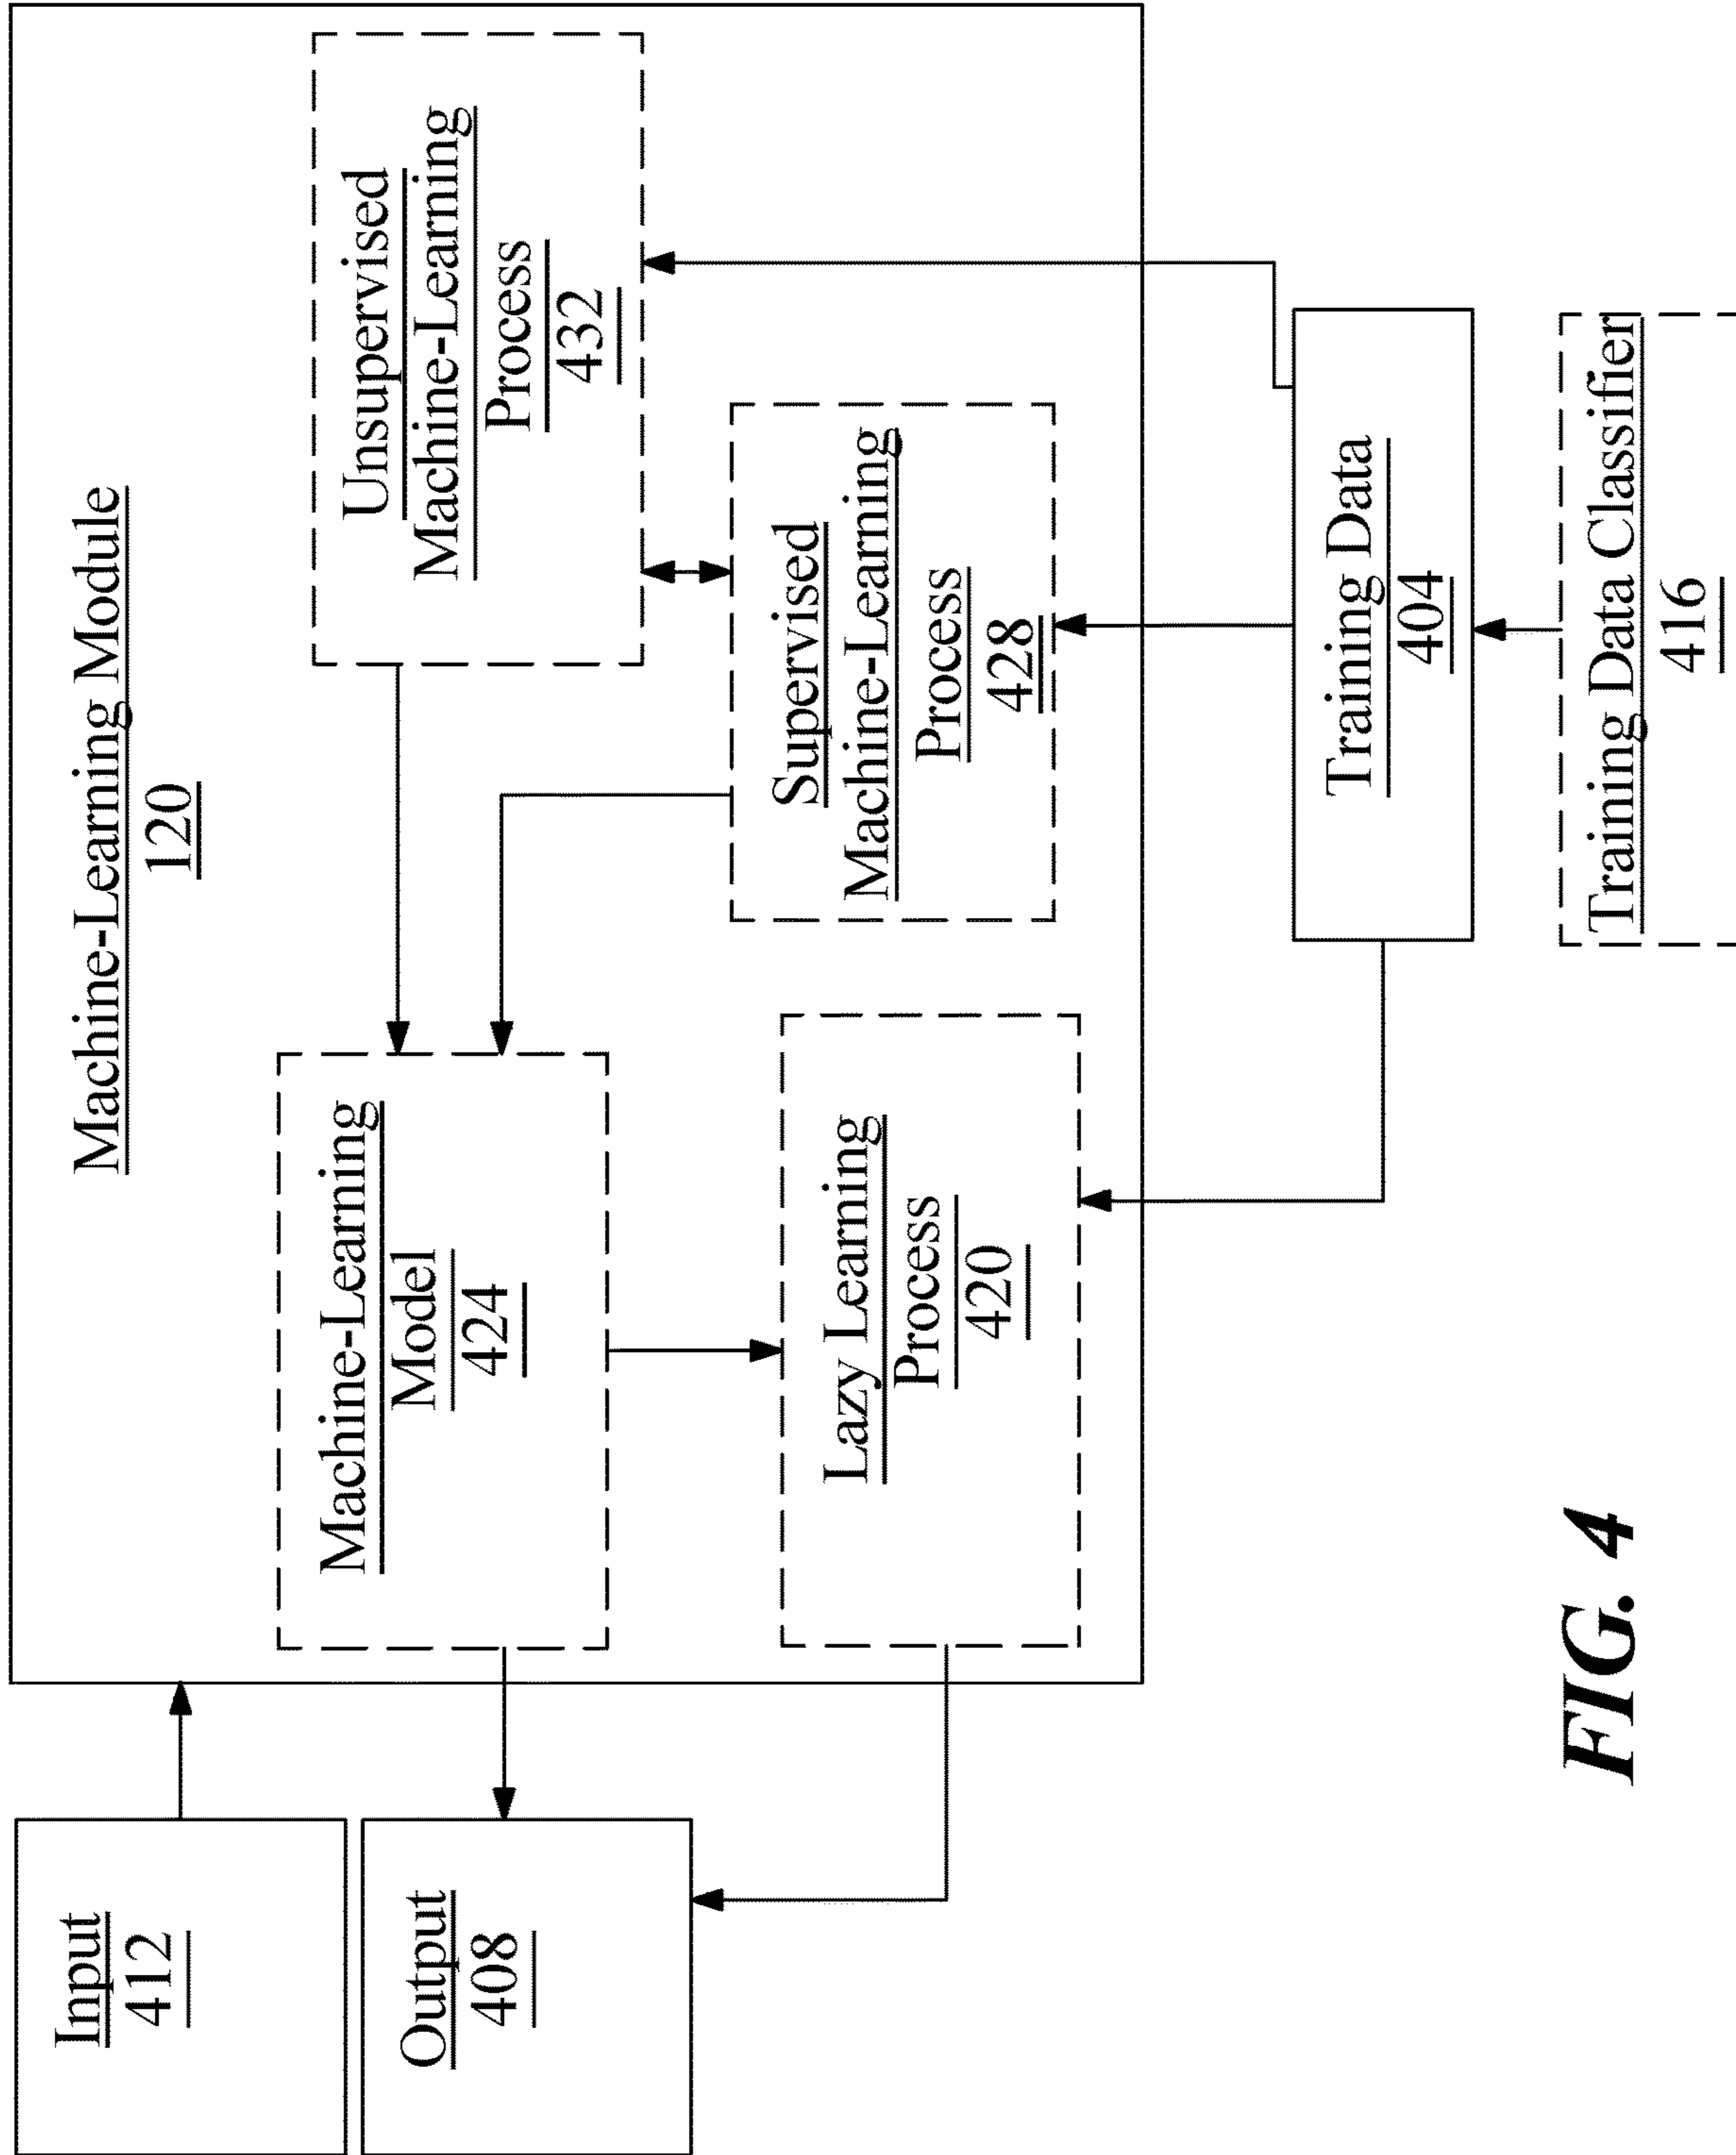 Machine-Learning Module
120
Input
412
Output
408
Machine-Learning
Model
424
Unsupervised
Machine-Learning
Process
432
Lazy Learning
Process
420
Supervised
Machine-Learning
Process
428
Training Data
404
Training Data Classifier
416
FIG. 4